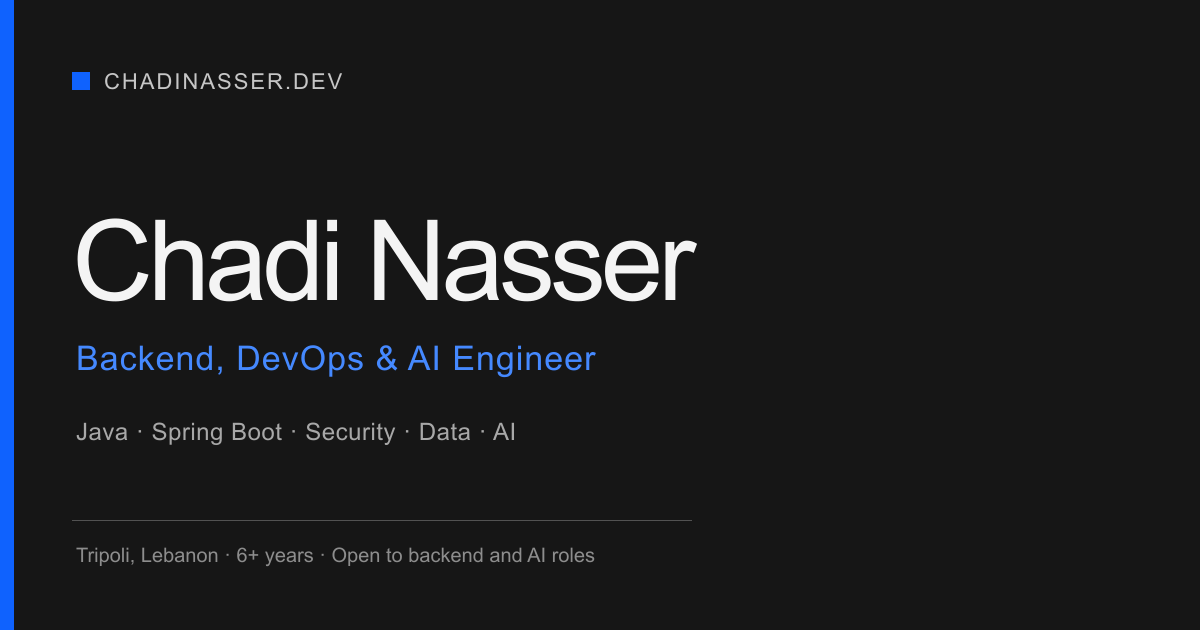 CHADINASSER.DEV
Chadi Nasser
Backend, DevOps & AI Engineer
Java · Spring Boot · Security · Data · AI
Tripoli, Lebanon · 6+ years · Open to backend and AI roles